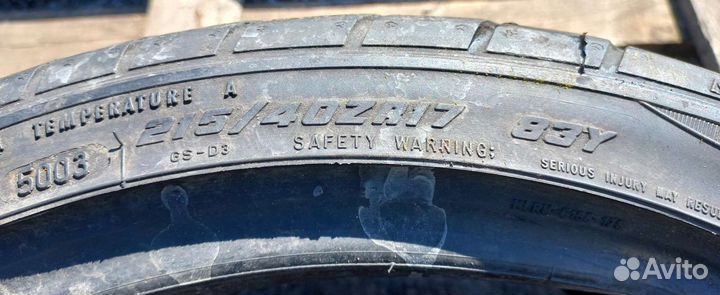 TEMPERATURE A
215/40ZR17 83Y
5003
GS-D3
SAFETY WARNING:
SERIOUS INJURY MAY RESU
Avito